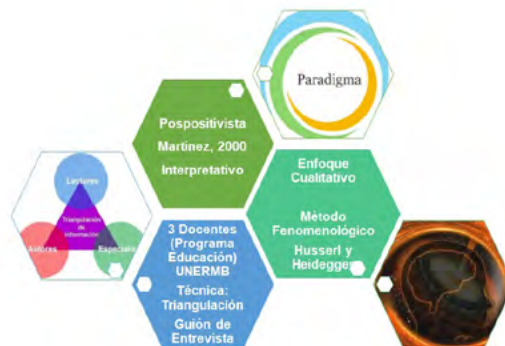 Paradigma
Pospositivista
Martínez, 2000
Interpretativo
Enfoque
Cualitativo
Método
Fenomenológico
Husserl y
Heidegger
Lectores
Triangulación
de
Información
Autores
3 Docentes
(Programa
Educación)
UNERMB
Técnica:
Triangulación
Guión de
Entrevista